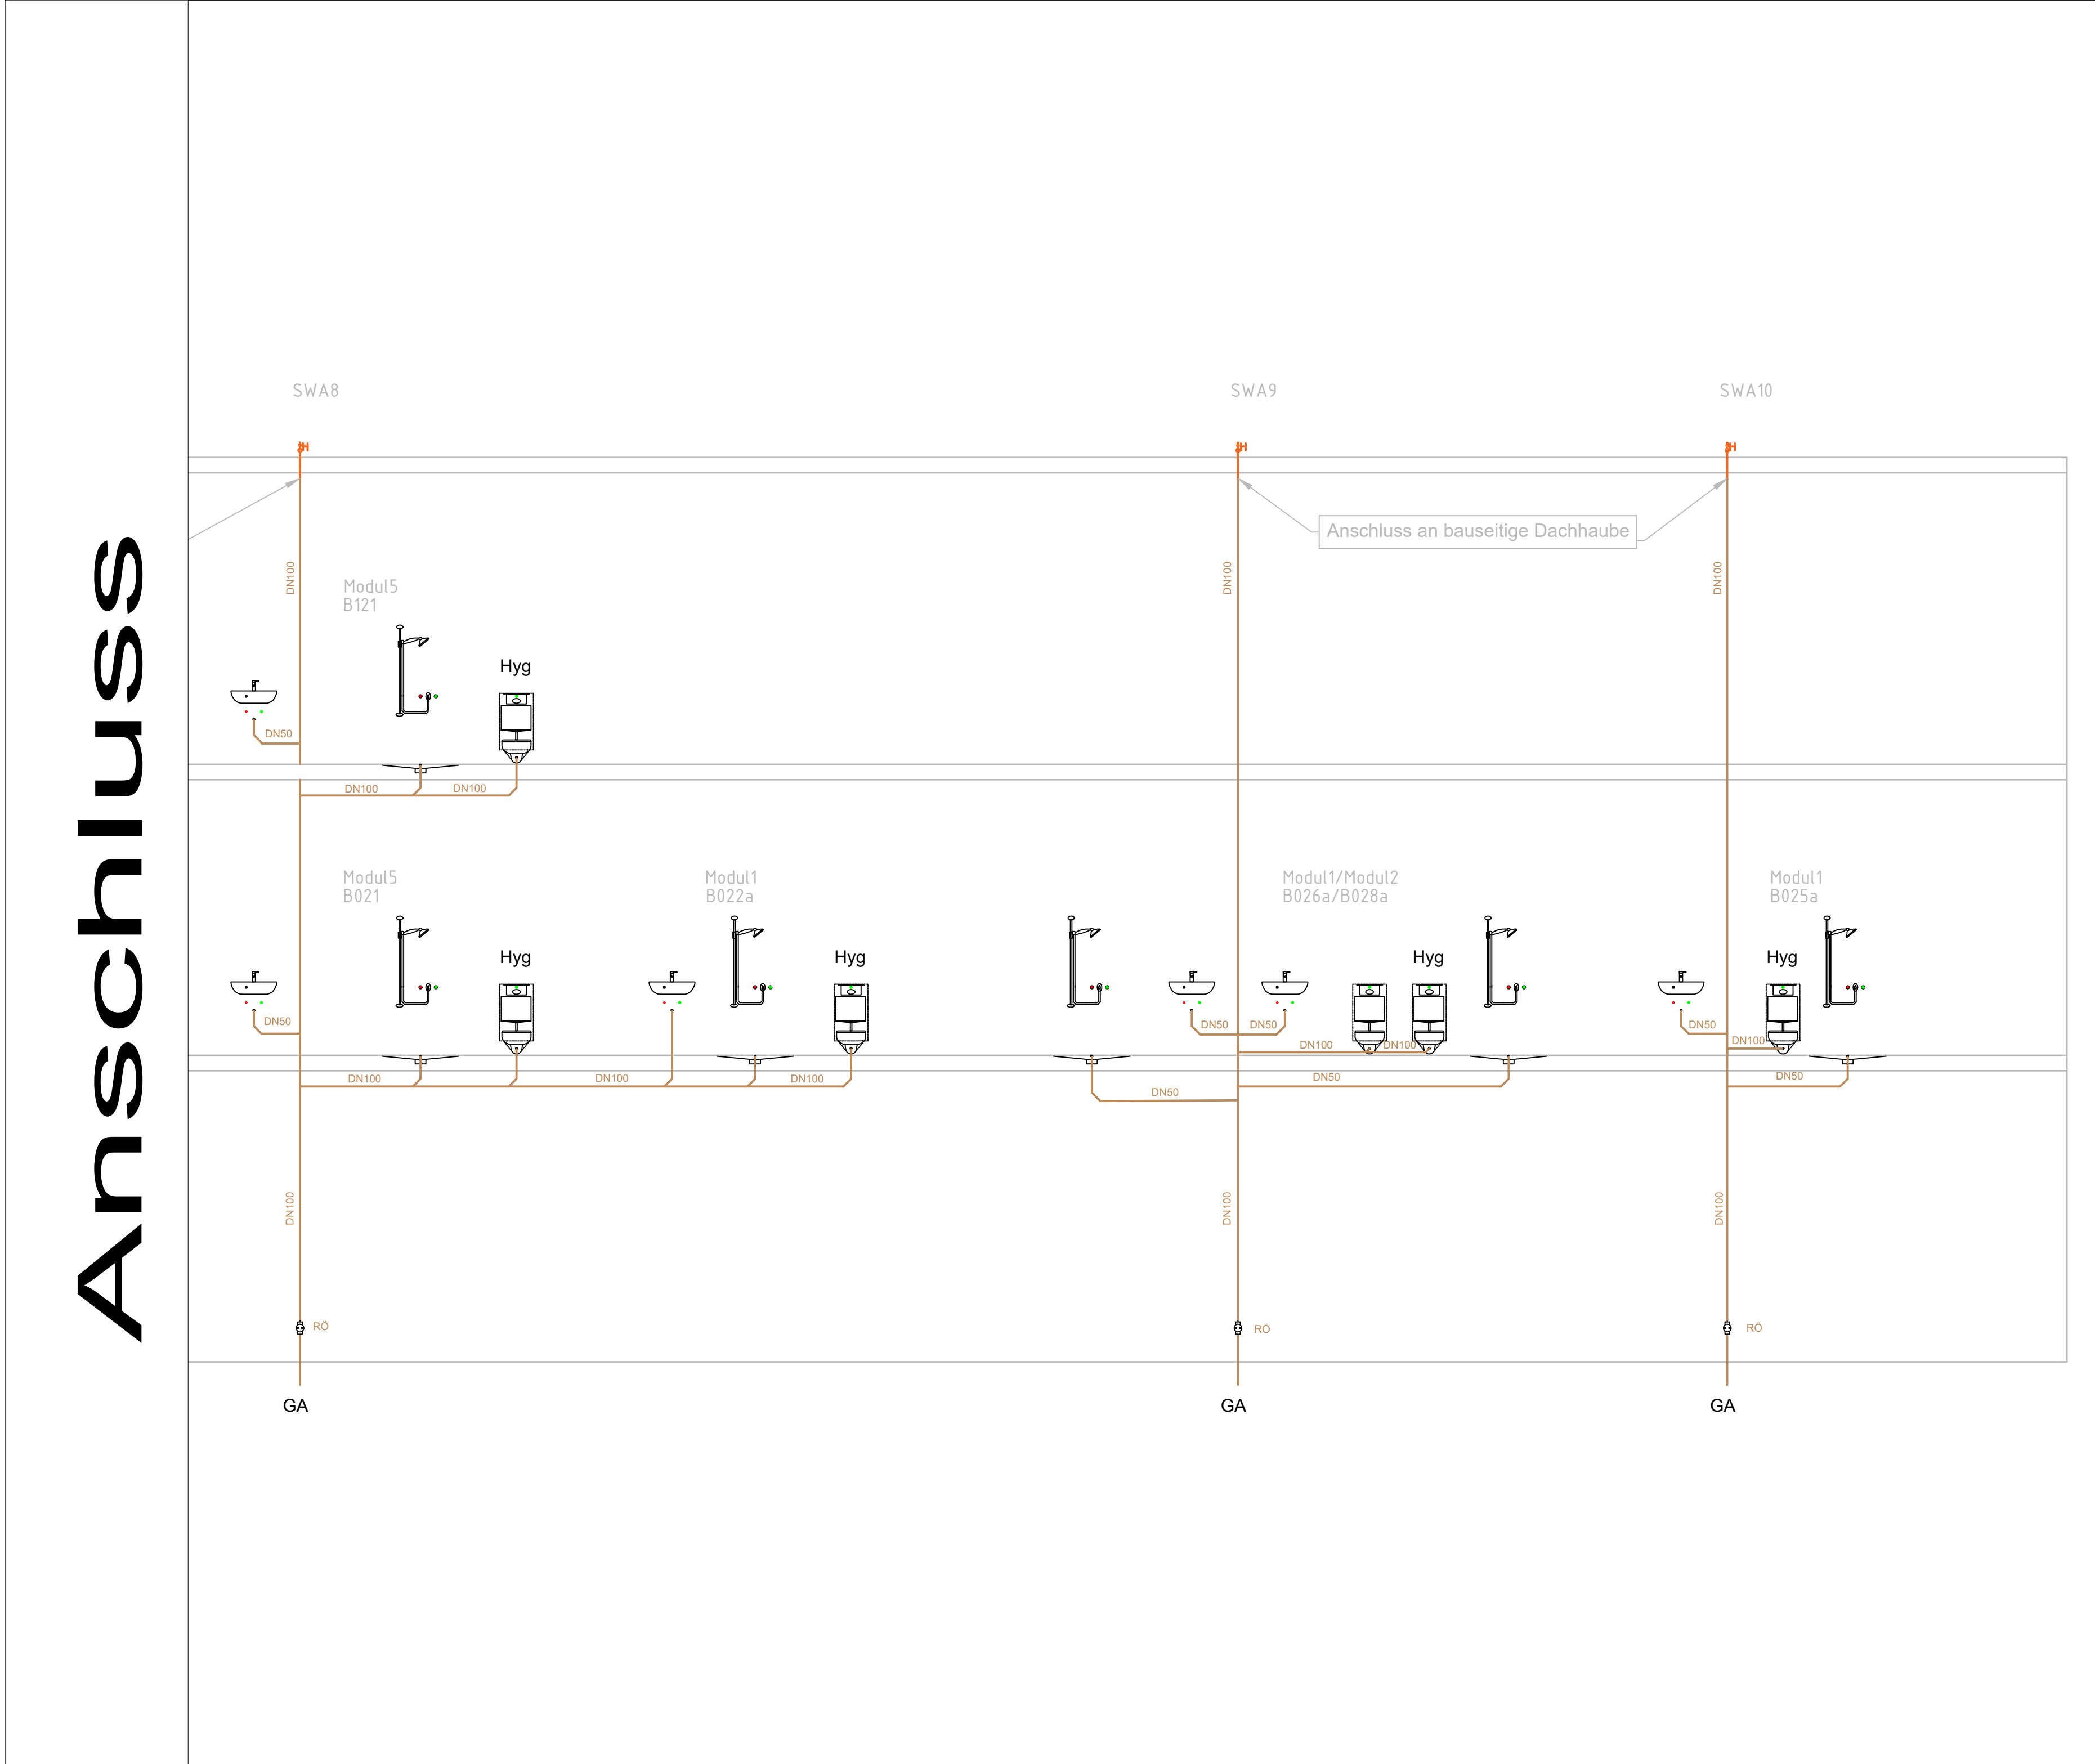 Anschluss
SWA8
SWA9
SWA10
Anschluss an bauseitige Dachhaube
DN100
DN100
DN100
Modul5
B121
Hyg
DN50
DN100
DN100
Modul5
B021
Modul1
B022a
Modul1/Modul2
B026a/B028a
Modul1
B025a
Hyg
Hyg
Hyg
Hyg
DN50
DN50
DN50
DN50
DN100
DN100
DN100
DN100
DN100
DN100
DN50
DN50
DN50
DN100
DN100
DN100
RÖ
RÖ
RÖ
GA
GA
GA